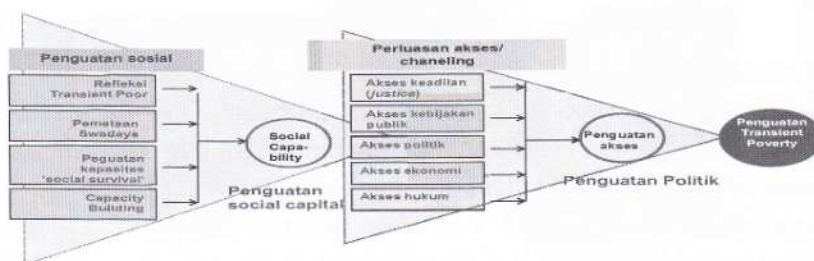 Penguatan sosial
Refleksi
Transient Poor
Pemetaan
Swadaya
Peguatan
kapasites
'social survival'
Capacity
Building
Social
Capa-
bility
Penguatan
social capital
Perluasan akses/
chaneling
Akses keadilan
(justice)
Akses kebijakan
publik
Akses politik
Akses ekonomi
Akses hukum
Penguatan
akses
Penguatan Politik
Penguatan
Transient
Poverty